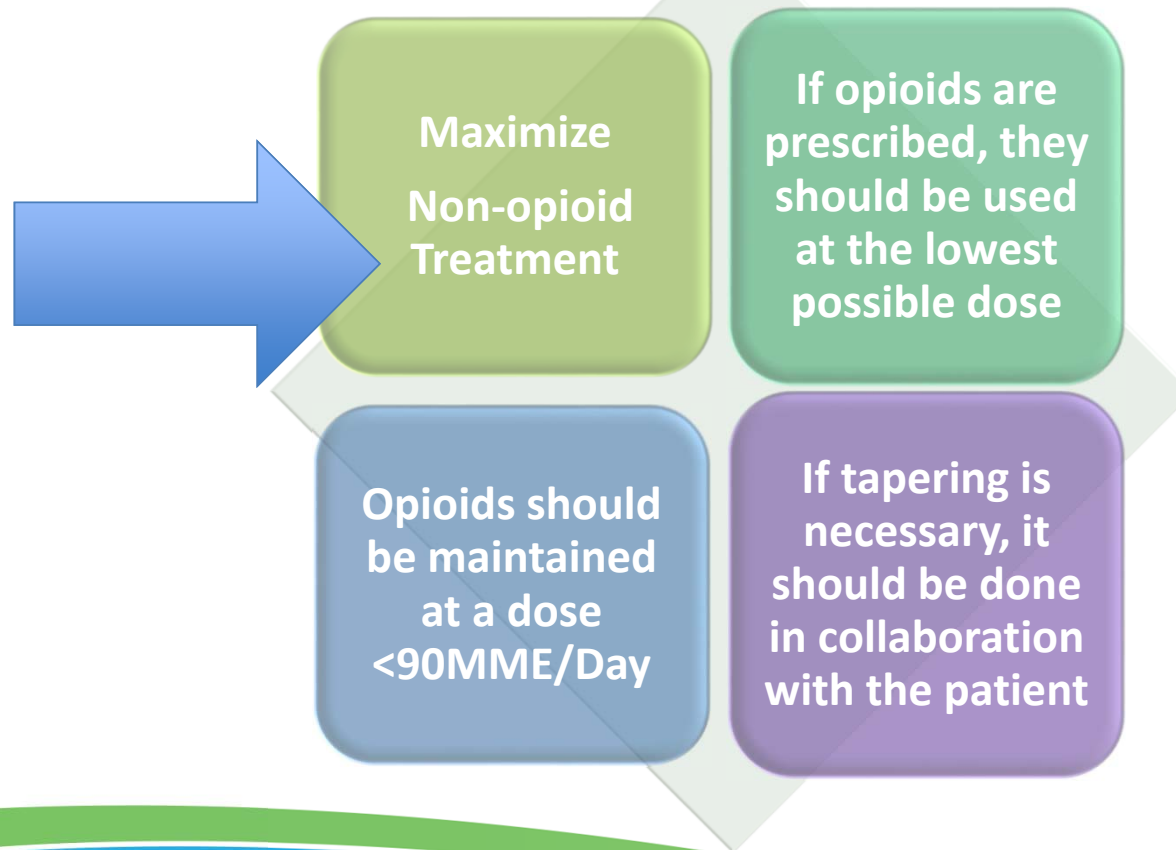 Maximize
Non-opioid
Treatment
If opioids are
prescribed, they
should be used
at the lowest
possible dose
Opioids should
be maintained
at a dose
<90MME/Day
If tapering is
necessary, it
should be done
in collaboration
with the patient